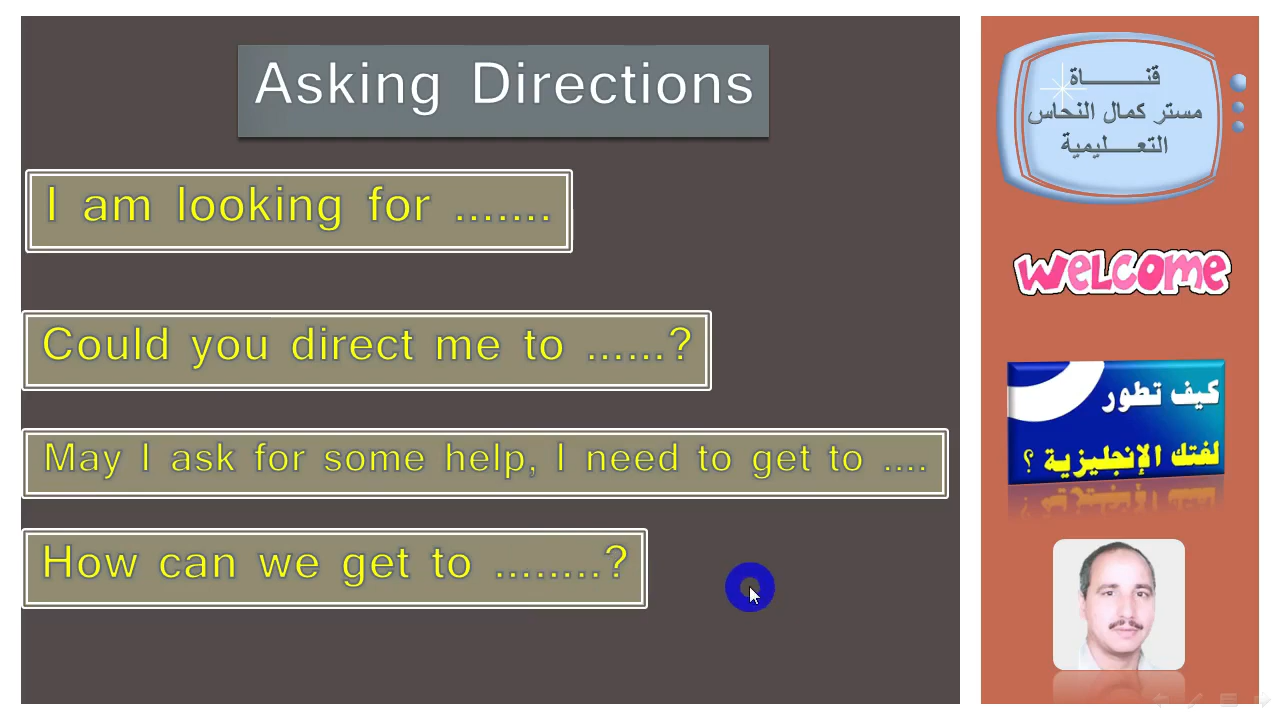 Asking Directions
I am looking for .......
Could you direct me to ......?
May I ask for some help, I need to get to ....
How can we get to ........?
قنــــــــاة
مستر كمال النحاس
التعـــــليمية
WELCOME
كيف تطور
لغتك الإنجليزية ؟